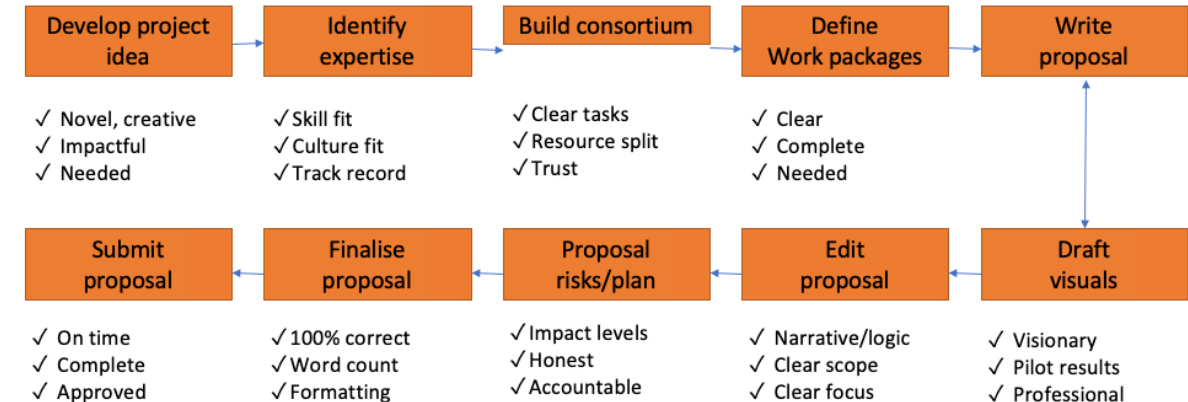 Develop project
idea
Identify
expertise
Build consortium
Define
Work packages
Write
proposal
✓ Novel, creative
✓ Impactful
✓ Needed
✓ Skill fit
✓ Culture fit
✓ Track record
✓ Clear tasks
✓ Resource split
✓ Trust
✓ Clear
✓ Complete
✓ Needed
Submit
proposal
Finalise
proposal
Proposal
risks/plan
Edit
proposal
Draft
visuals
✓ On time
✓ Complete
✓ Approved
✓ 100% correct
✓ Word count
✓ Formatting
✓ Impact levels
✓ Honest
✓ Accountable
✓ Narrative/logic
✓ Clear scope
✓ Clear focus
✓ Visionary
✓ Pilot results
✓ Professional